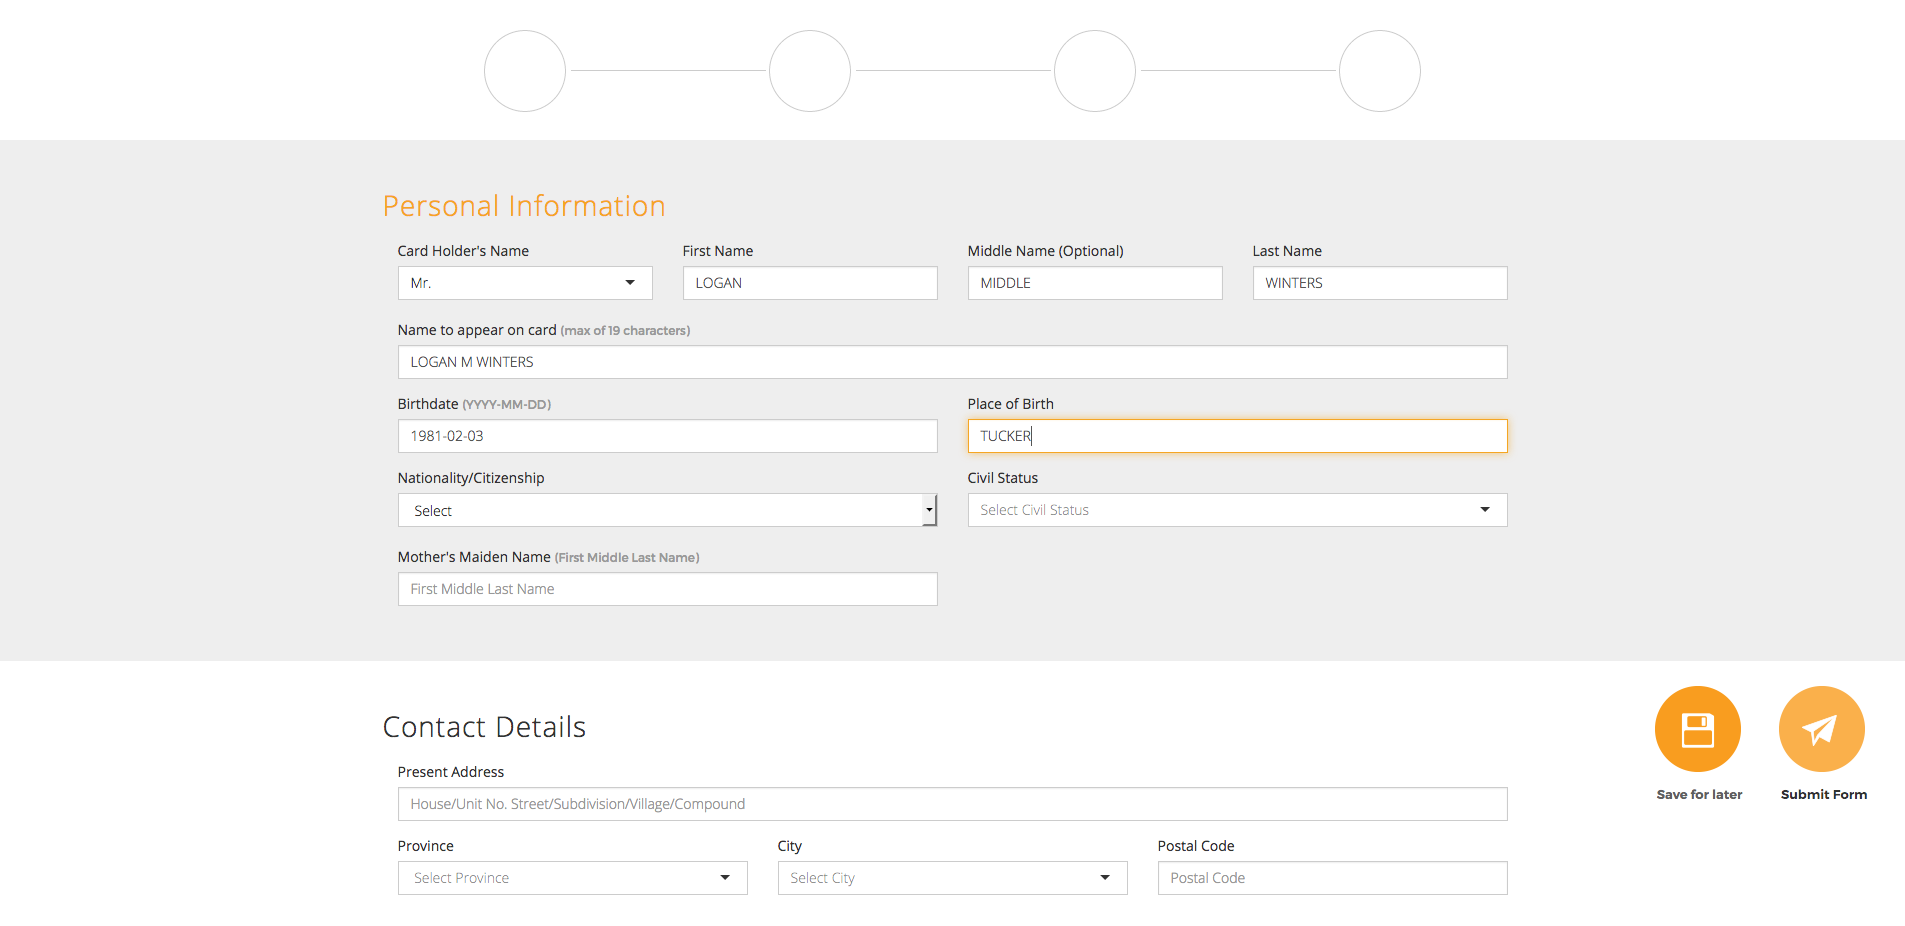 Personal Information
Card Holder's Name First Name Middle Name (Optional) Last Name
Mr. LOGAN MIDDLE WINTERS
Name to appear on card (max of 19 characters)
LOGAN M WINTERS
Birthdate (YYYY-MM-DD) Place of Birth
1981-02-03 TUCKER
Nationality/Citizenship Civil Status
Select Select Civil Status
Mother's Maiden Name (First Middle Last Name)
First Middle Last Name
Contact Details
Present Address
House/Unit No. Street/Subdivision/Village/Compound
Save for later Submit Form
Province City Postal Code
Select Province Select City Postal Code